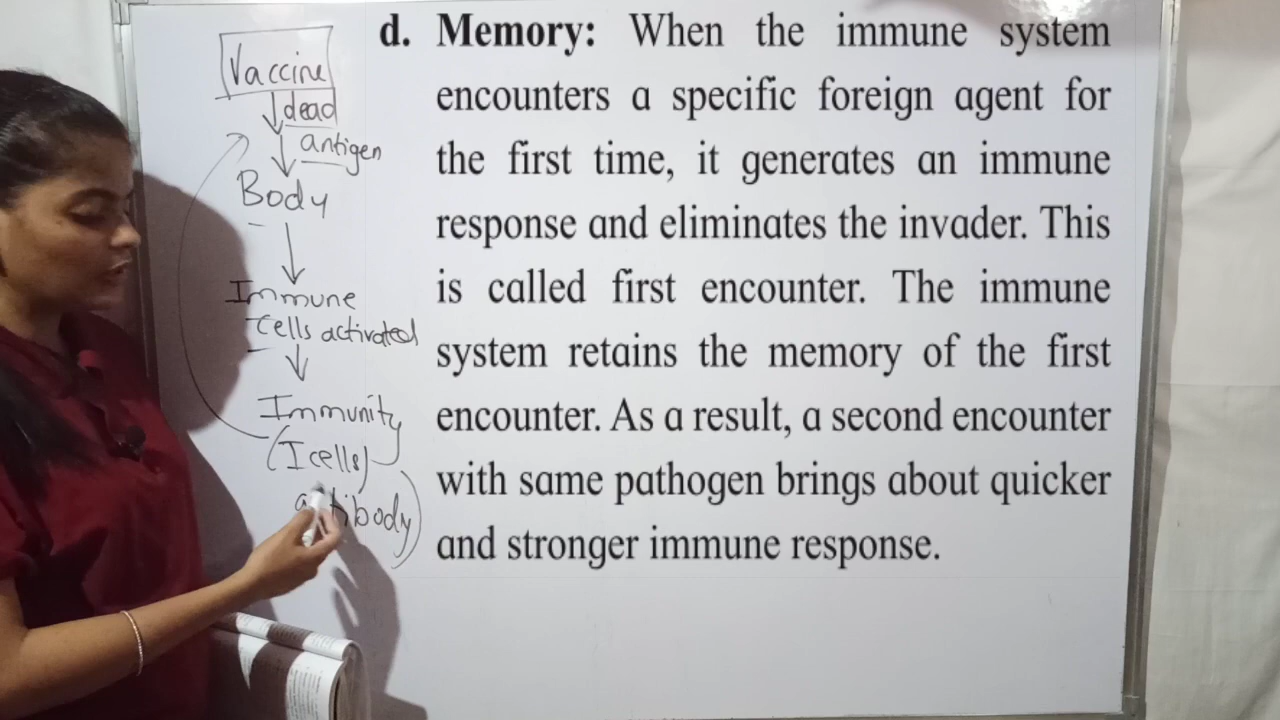 Vaccine
dead
antigen
Body
Immune
cells activated
Immunity
(I cells)
antibody)
d. Memory: When the immune system
encounters a specific foreign agent for
the first time, it generates an immune
response and eliminates the invader. This
is called first encounter. The immune
system retains the memory of the first
encounter. As a result, a second encounter
with same pathogen brings about quicker
and stronger immune response.